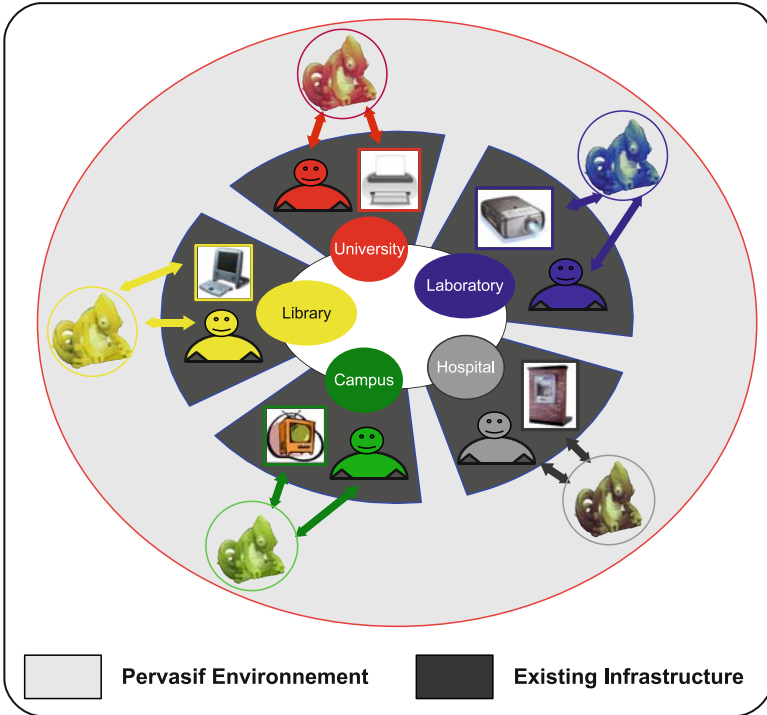 University
Laboratory
Library
Hospital
Campus
Pervasif Environnement
Existing Infrastructure